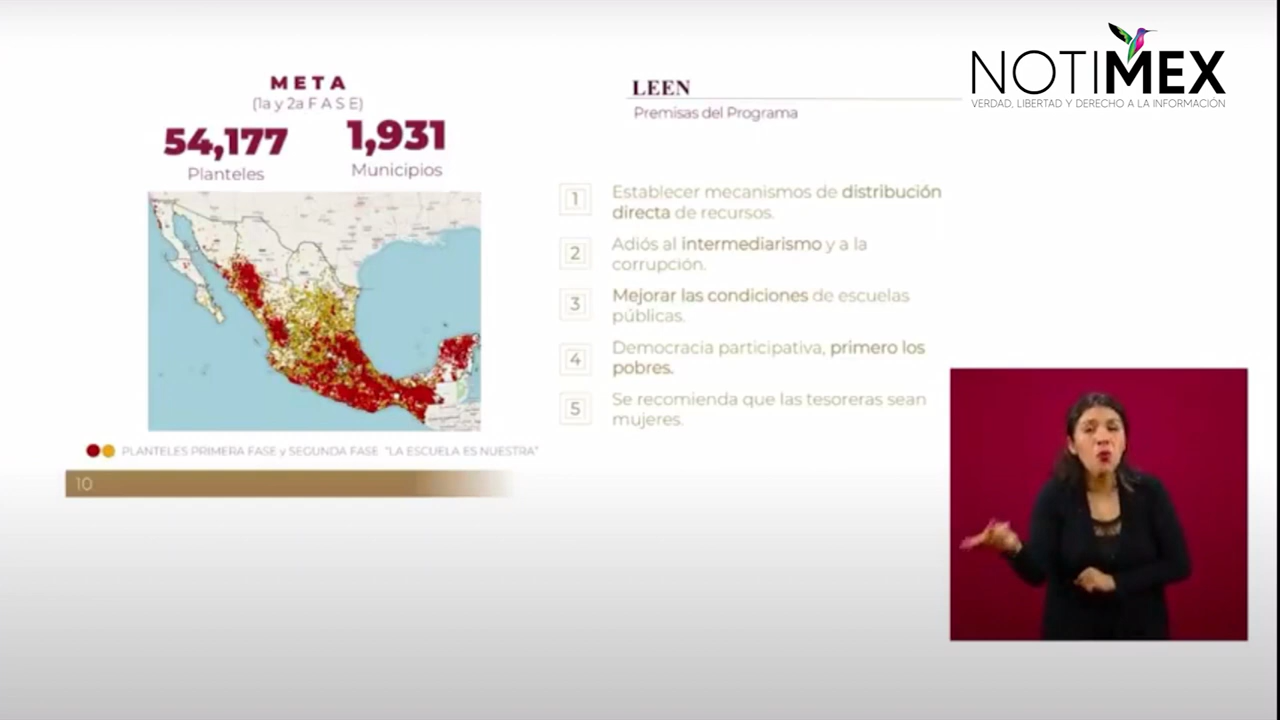 META
(1a y 2a F A S E)
54,177
Planteles
1,931
Municipios
PLANTELES PRIMERA FASE y SEGUNDA FASE "LA ESCUELA ES NUESTRA"
10
LEEN
Premisas del Programa
1 Establecer mecanismos de distribución
directa de recursos.
2 Adiós al intermediarismo y a la
corrupción.
3 Mejorar las condiciones de escuelas
públicas.
4 Democracia participativa, primero los
pobres.
5 Se recomienda que las tesoreras sean
mujeres.
NOTIMEX
VERDAD, LIBERTAD Y DERECHO A LA INFORMACIÓN